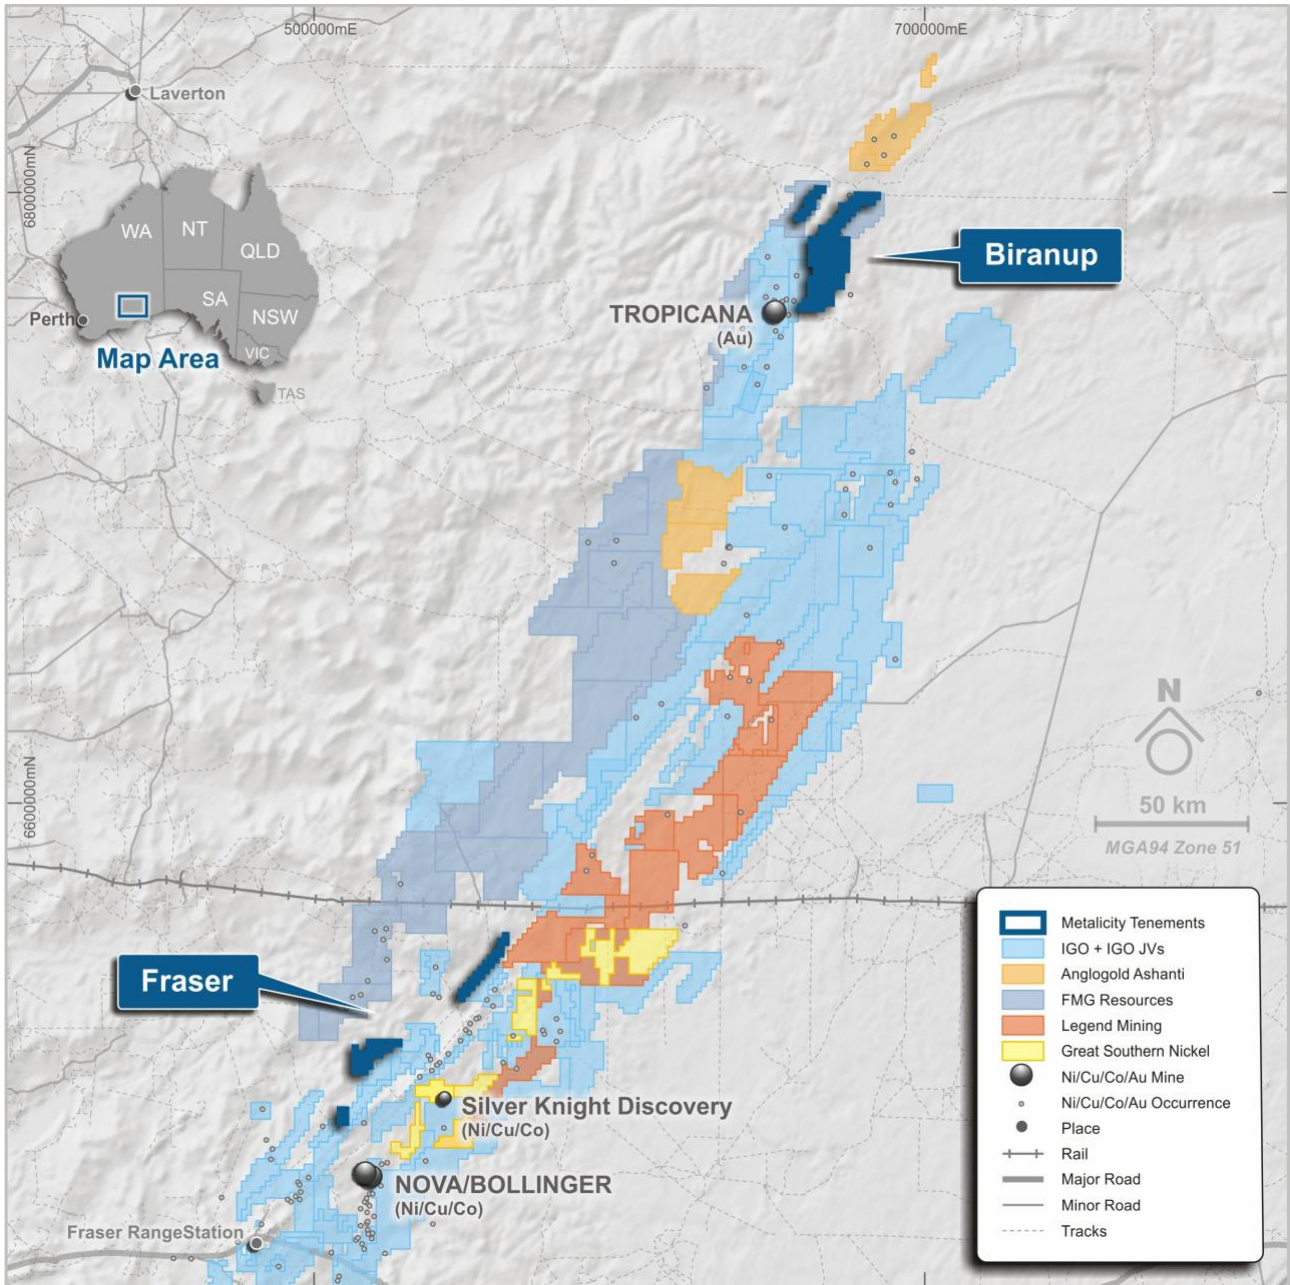 500000mE
700000mE
Laverton
6800000mN
WA
NT
QLD
SA
NSW
VIC
TAS
Perth
Map Area
Biranup
TROPICANA
(Au)
N
50 km
MGA94 Zone 51
6600000mN
Fraser
Silver Knight Discovery
(Ni/Cu/Co)
NOVA/BOLLINGER
(Ni/Cu/Co)
Fraser RangeStation
Metalicity Tenements
IGO + IGO JVs
Anglogold Ashanti
FMG Resources
Legend Mining
Great Southern Nickel
Ni/Cu/Co/Au Mine
Ni/Cu/Co/Au Occurrence
Place
Rail
Major Road
Minor Road
Tracks